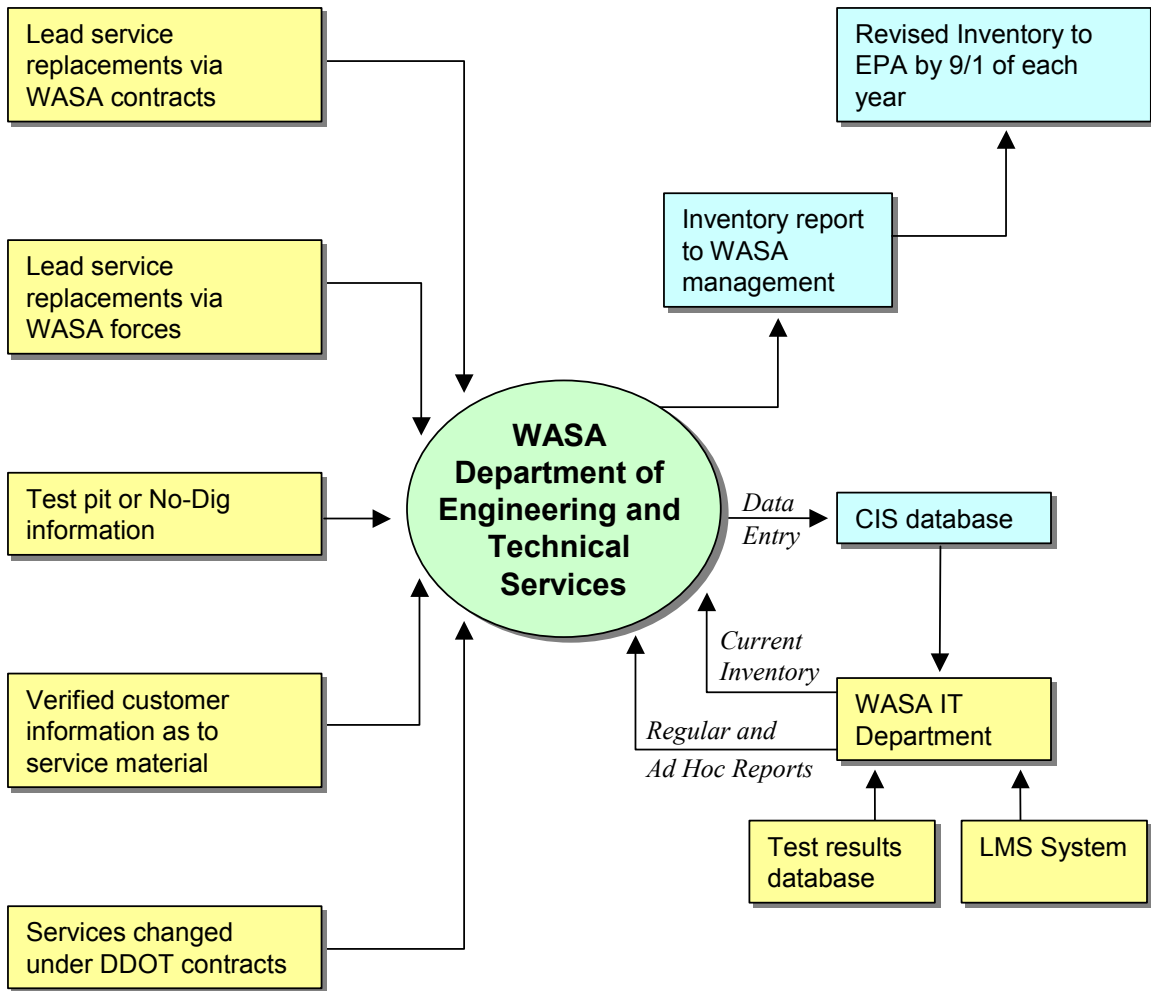 Lead service
replacements via
WASA contracts
Revised Inventory to
EPA by 9/1 of each
year
Inventory report
to WASA
management
Lead service
replacements via
WASA forces
WASA
Department of
Engineering and
Technical
Services
Test pit or No-Dig
information
Data
Entry
CIS database
Current
Inventory
Verified customer
information as to
service material
WASA IT
Department
Regular and
Ad Hoc Reports
Test results
database
LMS System
Services changed
under DDOT contracts